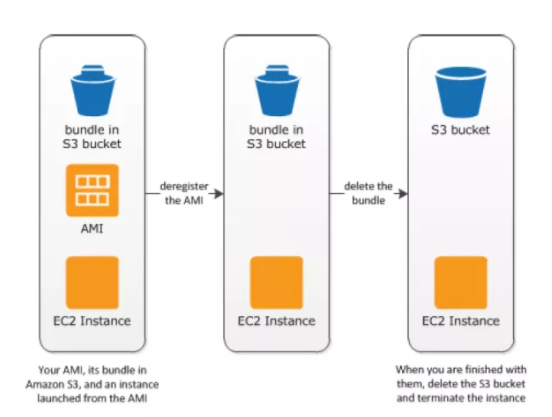 bundle in
S3 bucket
AMI
EC2 Instance
deregister
the AMI
bundle in
S3 bucket
EC2 Instance
delete the
bundle
S3 bucket
EC2 Instance
Your AMI, its bundle in
Amazon S3, and an instance
launched from the AMI
When you are finished with
them, delete the S3 bucket
and terminate the instance